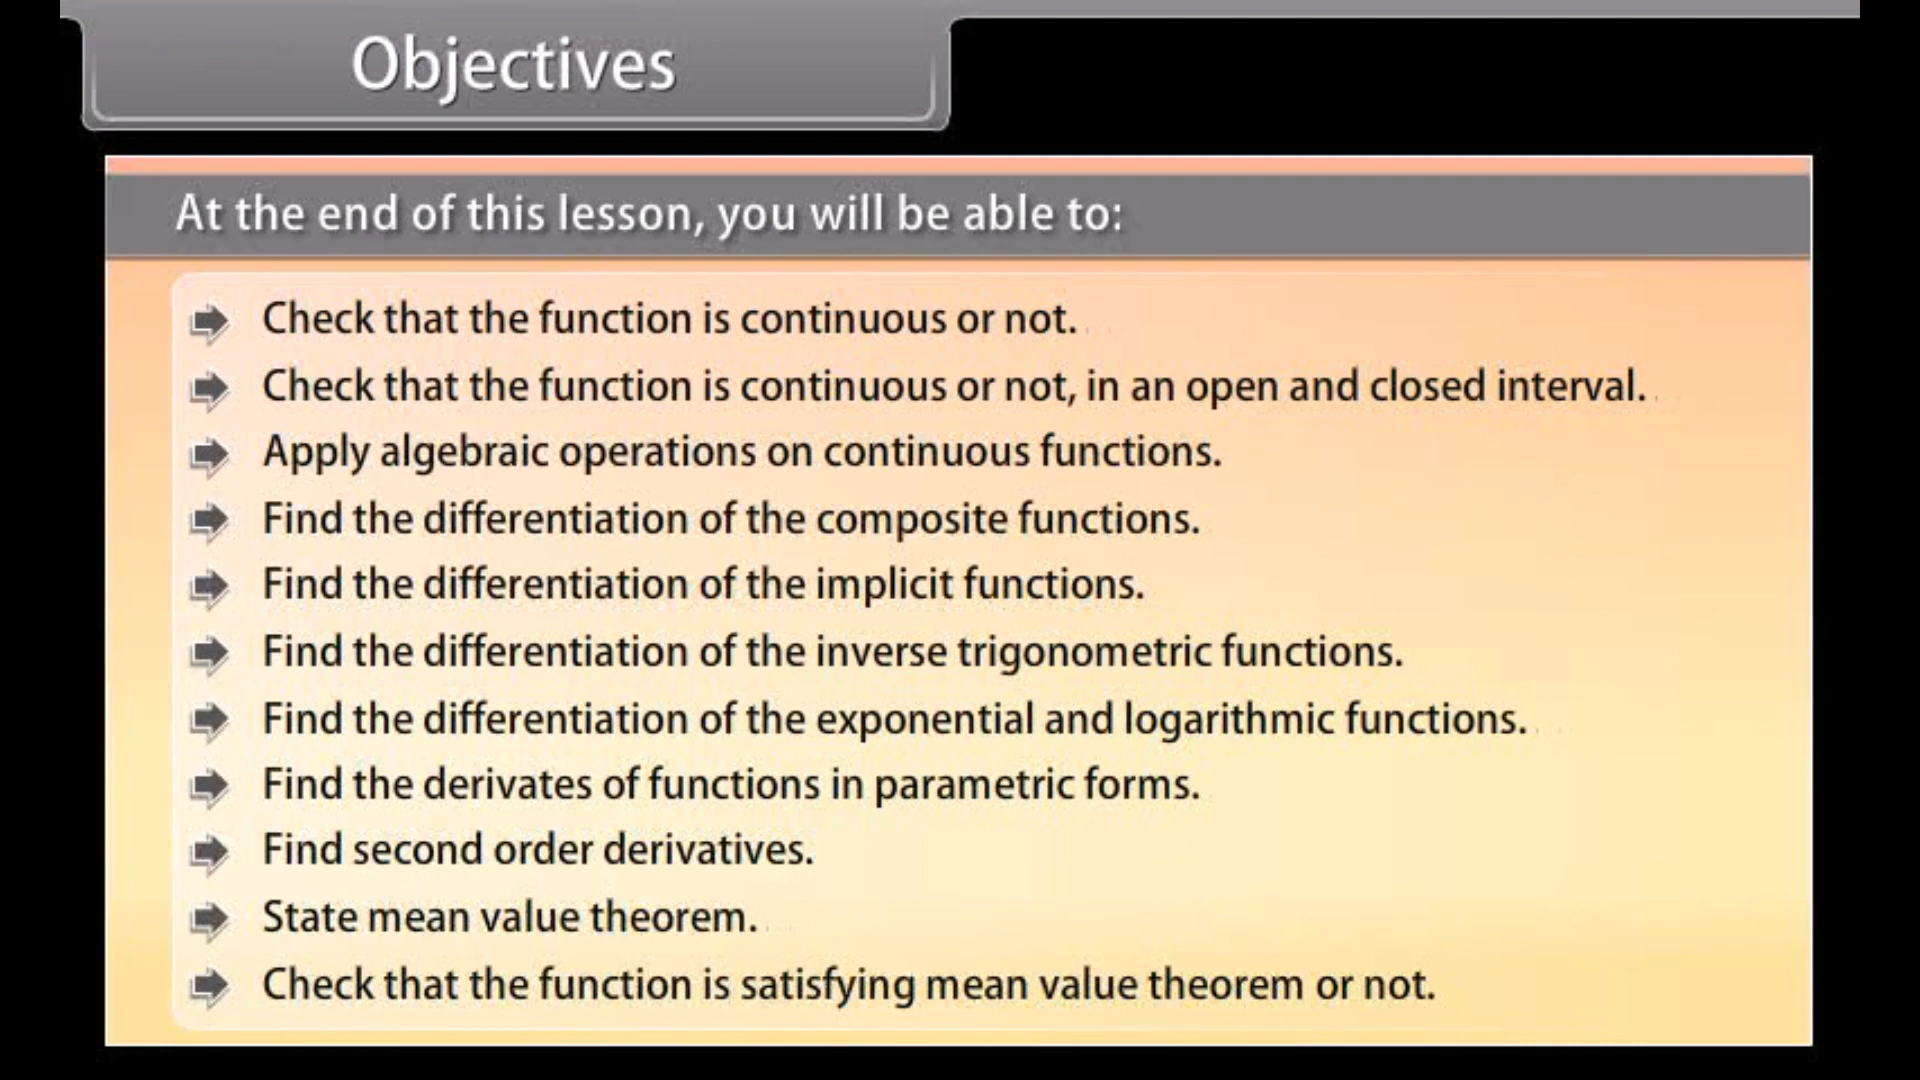 Objectives
At the end of this lesson, you will be able to:
Check that the function is continuous or not.
Check that the function is continuous or not, in an open and closed interval.
Apply algebraic operations on continuous functions.
Find the differentiation of the composite functions.
Find the differentiation of the implicit functions.
Find the differentiation of the inverse trigonometric functions.
Find the differentiation of the exponential and logarithmic functions.
Find the derivates of functions in parametric forms.
Find second order derivatives.
State mean value theorem.
Check that the function is satisfying mean value theorem or not.